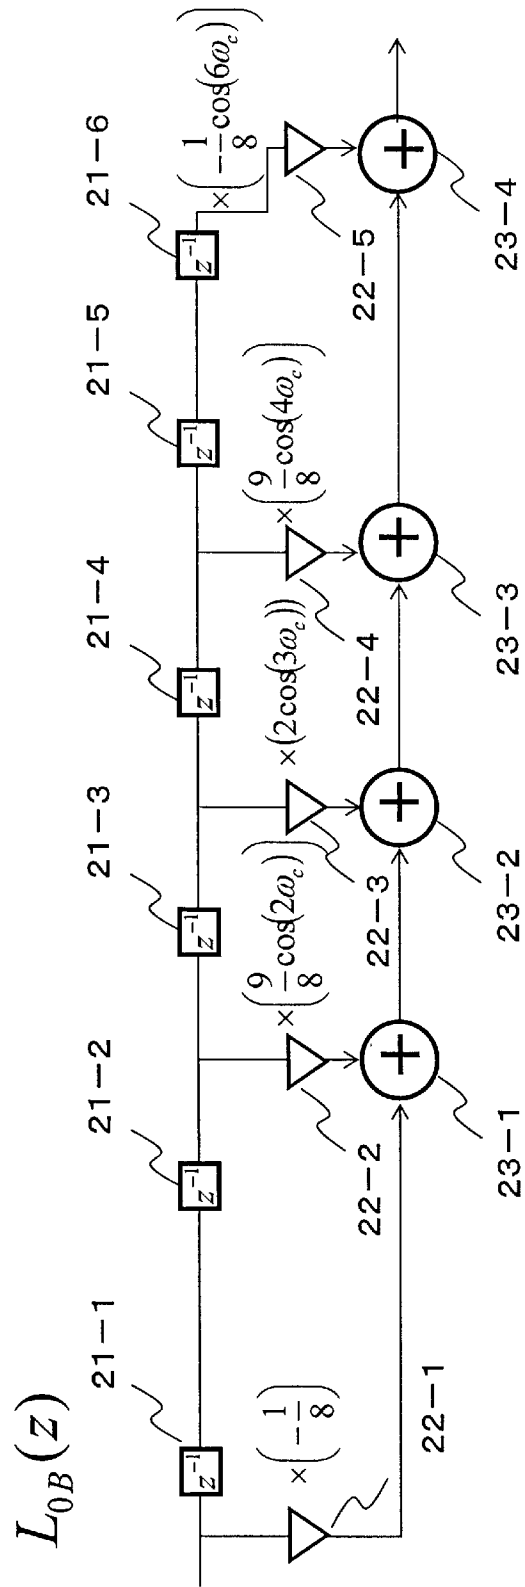 L₀B(z)
21-1
21-2
21-3
21-4
21-5
21-6
z⁻¹
z⁻¹
z⁻¹
z⁻¹
z⁻¹
z⁻¹
×(-1/8)
×(9/8 cos(2ω_c))
×(2cos(3ω_c))
×(9/8 cos(4ω_c))
×(-1/8 cos(6ω_c))
22-1
22-2
22-3
22-4
22-5
+
+
+
+
23-1
23-2
23-3
23-4